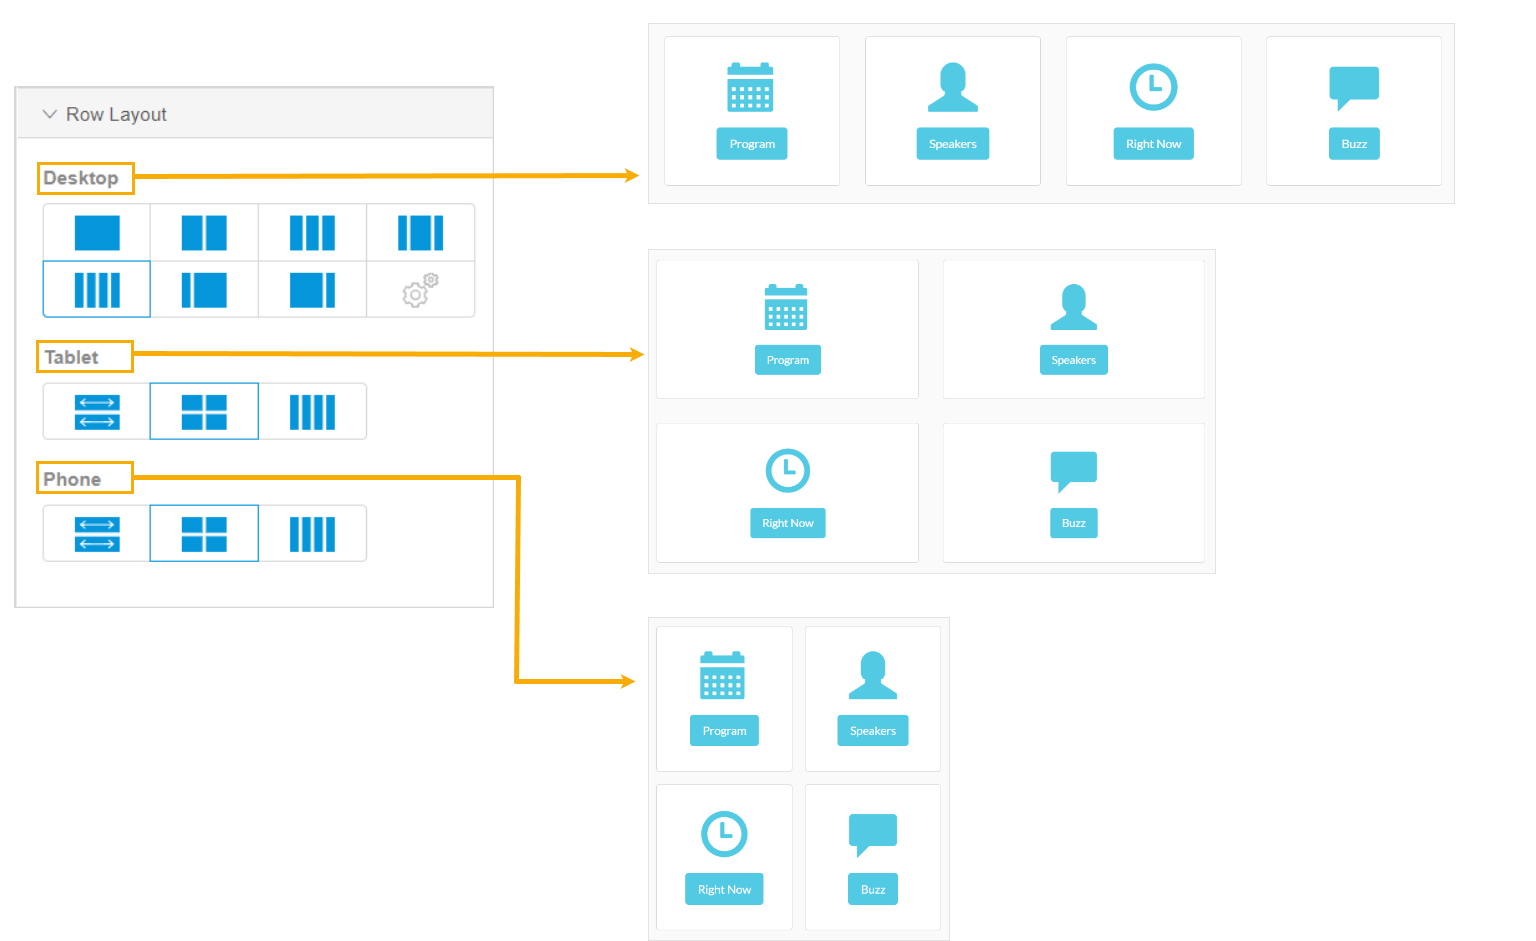 Row Layout
Desktop
Tablet
Phone
Program
Speakers
Right Now
Buzz
Program
Speakers
Right Now
Buzz
Program
Speakers
Right Now
Buzz